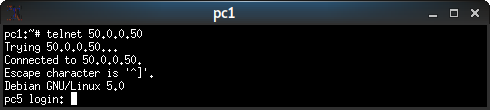 pc1
pc1:~# telnet 50.0.0.50
Trying 50.0.0.50...
Connected to 50.0.0.50.
Escape character is '^]'.
Debian GNU/Linux 5.0
pc5 login: